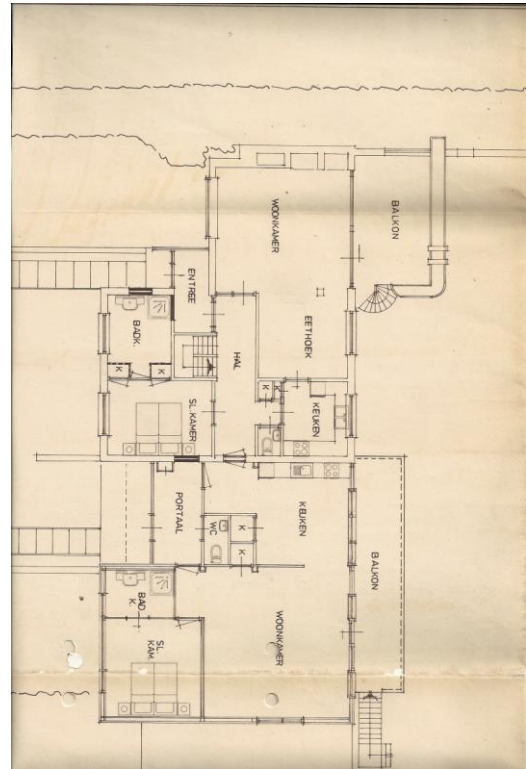 BALKON
WOONKAMER
ENTREE
EETHOEK
HAL
BADK.
K
K
K
K
SL.KAMER
KEUKEN
PORTAAL
KEUKEN
WC
K
K
BALKON
BAD
K.
WOONKAMER
SL.
KAM.